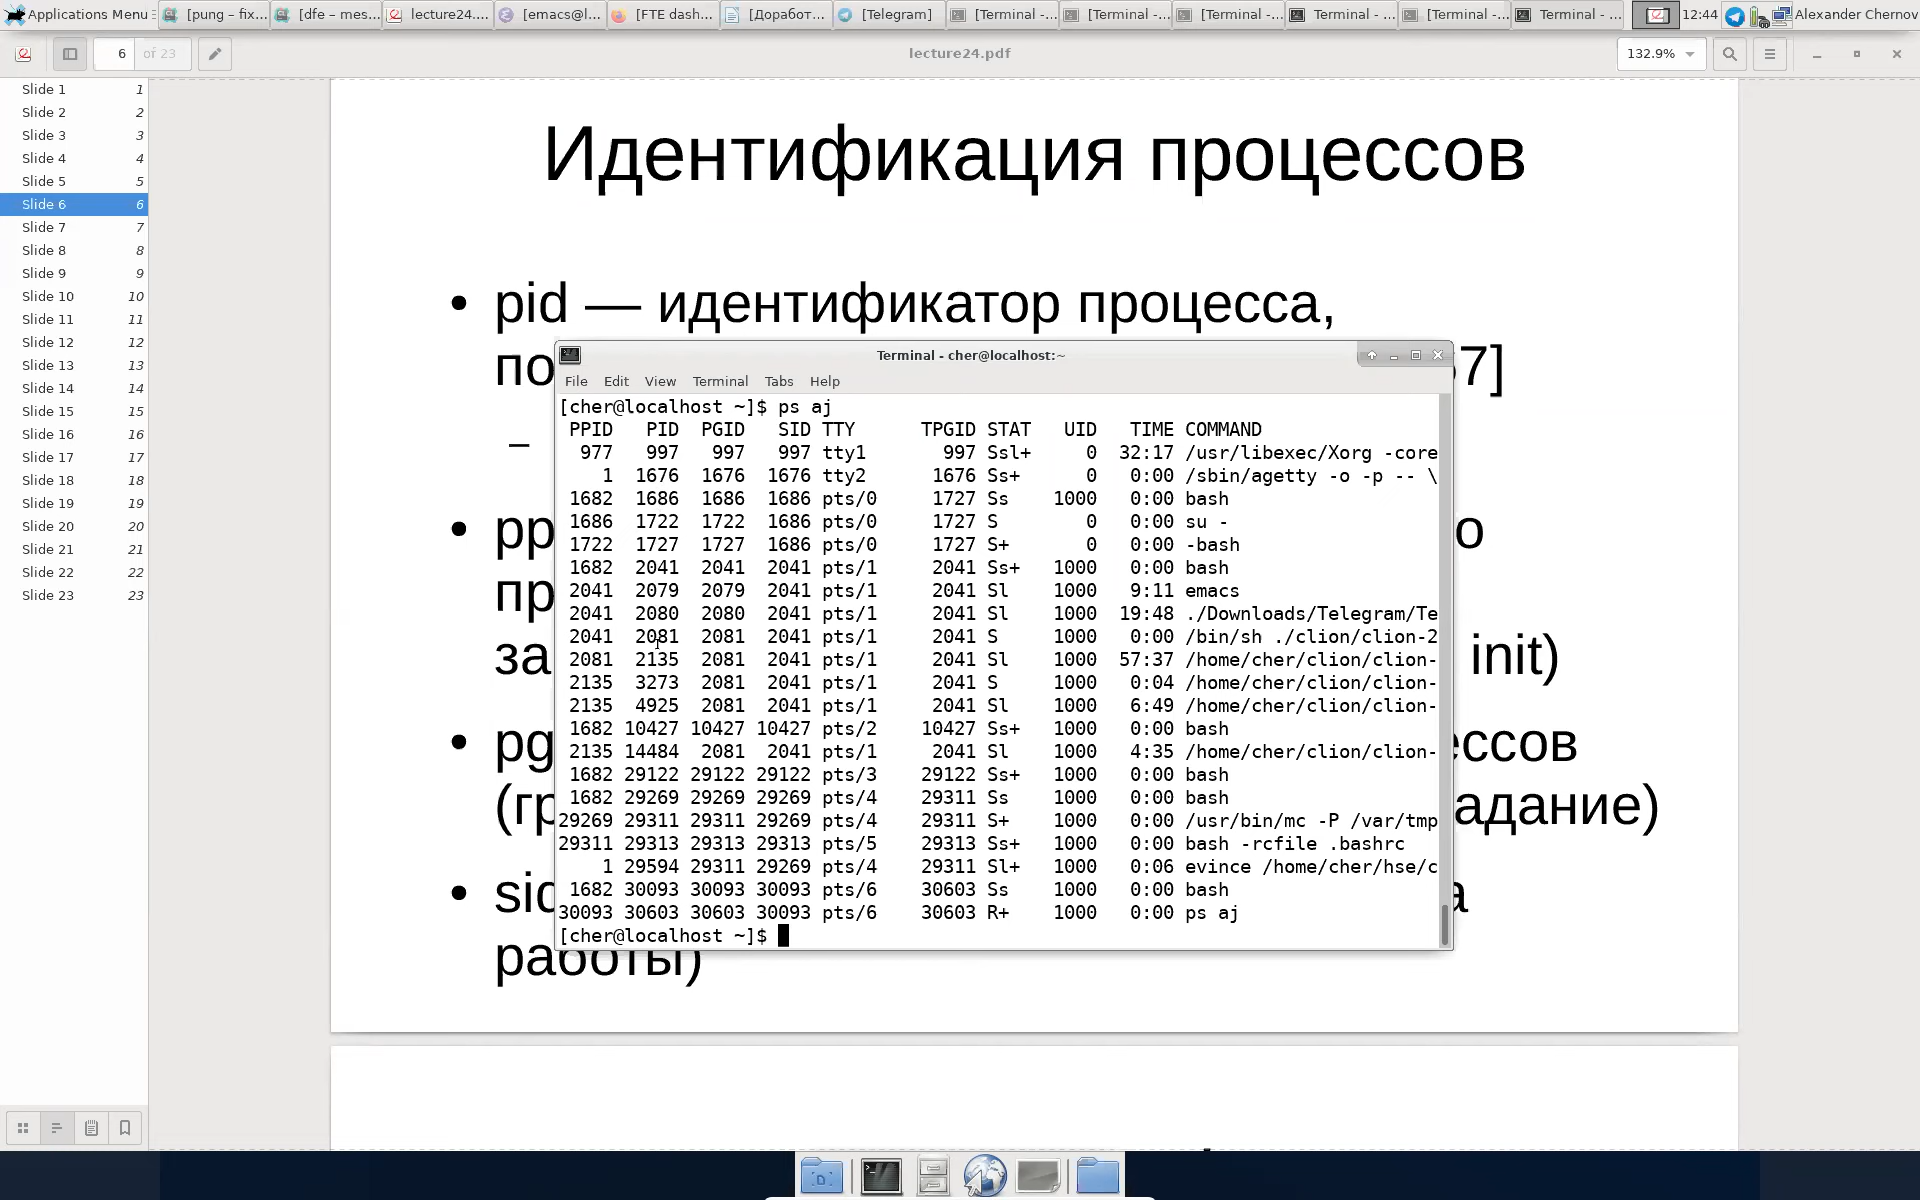 Applications Menu [pung – fix... [dfe – mes... lecture24.... [emacs@l... [FTE dash... [Доработ... [Telegram] [Terminal -... [Terminal -... [Terminal -... Terminal - ... [Terminal -... Terminal - ... 12:44 Alexander Chernov
6 of 23 lecture24.pdf 132.9%
Slide 1 1
Slide 2 2
Slide 3 3
Slide 4 4
Slide 5 5
Slide 6 6
Slide 7 7
Slide 8 8
Slide 9 9
Slide 10 10
Slide 11 11
Slide 12 12
Slide 13 13
Slide 14 14
Slide 15 15
Slide 16 16
Slide 17 17
Slide 18 18
Slide 19 19
Slide 20 20
Slide 21 21
Slide 22 22
Slide 23 23
Идентификация процессов
• pid — идентификатор процесса,
по 67]
–
• pp о
пр
за init)
• pg ессов
(гр адание)
• sid а
работы)
Terminal - cher@localhost:~
File Edit View Terminal Tabs Help
[cher@localhost ~]$ ps aj
PPID PID PGID SID TTY TPGID STAT UID TIME COMMAND
977 997 997 997 tty1 997 Ssl+ 0 32:17 /usr/libexec/Xorg -core
1 1676 1676 1676 tty2 1676 Ss+ 0 0:00 /sbin/agetty -o -p -- \
1682 1686 1686 1686 pts/0 1727 Ss 1000 0:00 bash
1686 1722 1722 1686 pts/0 1727 S 0 0:00 su -
1722 1727 1727 1686 pts/0 1727 S+ 0 0:00 -bash
1682 2041 2041 2041 pts/1 2041 Ss+ 1000 0:00 bash
2041 2079 2079 2041 pts/1 2041 Sl 1000 9:11 emacs
2041 2080 2080 2041 pts/1 2041 Sl 1000 19:48 ./Downloads/Telegram/Te
2041 2081 2081 2041 pts/1 2041 S 1000 0:00 /bin/sh ./clion/clion-2
2081 2135 2081 2041 pts/1 2041 Sl 1000 57:37 /home/cher/clion/clion-
2135 3273 2081 2041 pts/1 2041 S 1000 0:04 /home/cher/clion/clion-
2135 4925 2081 2041 pts/1 2041 Sl 1000 6:49 /home/cher/clion/clion-
1682 10427 10427 10427 pts/2 10427 Ss+ 1000 0:00 bash
2135 14484 2081 2041 pts/1 2041 Sl 1000 4:35 /home/cher/clion/clion-
1682 29122 29122 29122 pts/3 29122 Ss+ 1000 0:00 bash
1682 29269 29269 29269 pts/4 29311 Ss 1000 0:00 bash
29269 29311 29311 29269 pts/4 29311 S+ 1000 0:00 /usr/bin/mc -P /var/tmp
29311 29313 29313 29313 pts/5 29313 Ss+ 1000 0:00 bash -rcfile .bashrc
1 29594 29311 29269 pts/4 29311 Sl+ 1000 0:06 evince /home/cher/hse/c
1682 30093 30093 30093 pts/6 30603 Ss 1000 0:00 bash
30093 30603 30603 30093 pts/6 30603 R+ 1000 0:00 ps aj
[cher@localhost ~]$